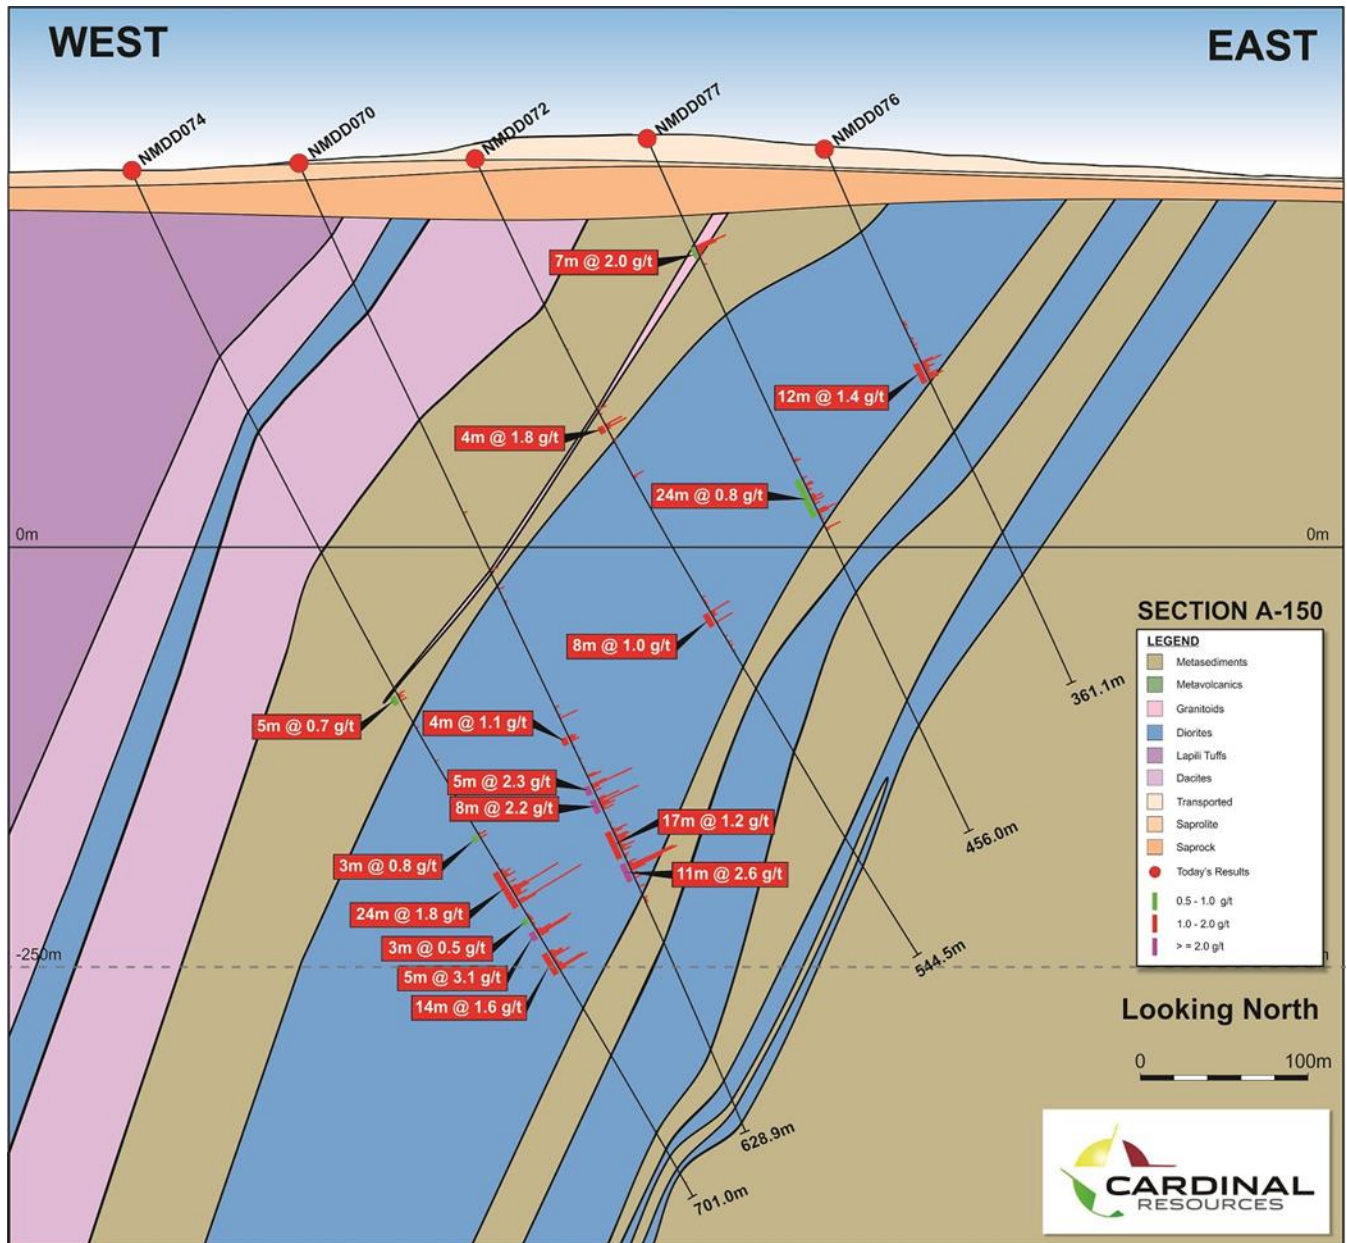 WEST
EAST
NMDD074
NMDD070
NMDD072
NMDD077
NMDD076
7m @ 2.0 g/t
12m @ 1.4 g/t
4m @ 1.8 g/t
24m @ 0.8 g/t
0m
0m
8m @ 1.0 g/t
5m @ 0.7 g/t
4m @ 1.1 g/t
5m @ 2.3 g/t
8m @ 2.2 g/t
17m @ 1.2 g/t
3m @ 0.8 g/t
11m @ 2.6 g/t
24m @ 1.8 g/t
3m @ 0.5 g/t
5m @ 3.1 g/t
14m @ 1.6 g/t
-250m
361.1m
456.0m
544.5m
628.9m
701.0m
SECTION A-150
LEGEND
Metasediments
Metavolcanics
Granitoids
Diorites
Lapili Tuffs
Dacites
Transported
Saprolite
Saprock
Today's Results
0.5 - 1.0 g/t
1.0 - 2.0 g/t
> = 2.0 g/t
Looking North
0 100m
CARDINAL
RESOURCES